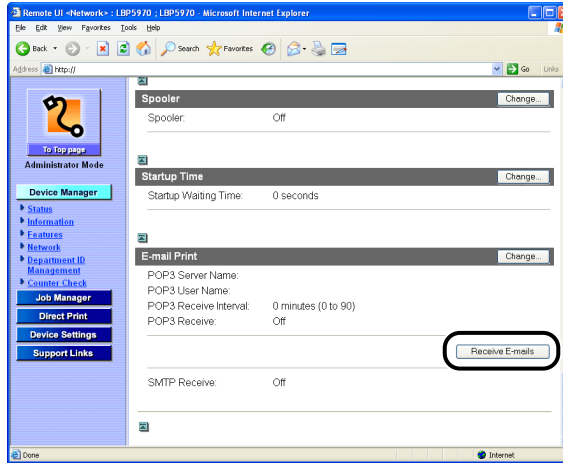 Remote UI <Network> : LBP5970 ; LBP5970 - Microsoft Internet Explorer
File Edit View Favorites Tools Help
Back Search Favorites
Address http:// Go Links
To Top page
Administrator Mode
Device Manager
Status
Information
Features
Network
Department ID
Management
Counter Check
Job Manager
Direct Print
Device Settings
Support Links
Spooler Change...
Spooler: Off
Startup Time Change...
Startup Waiting Time: 0 seconds
E-mail Print Change...
POP3 Server Name:
POP3 User Name:
POP3 Receive Interval: 0 minutes (0 to 90)
POP3 Receive: Off
Receive E-mails
SMTP Receive: Off
Done Internet